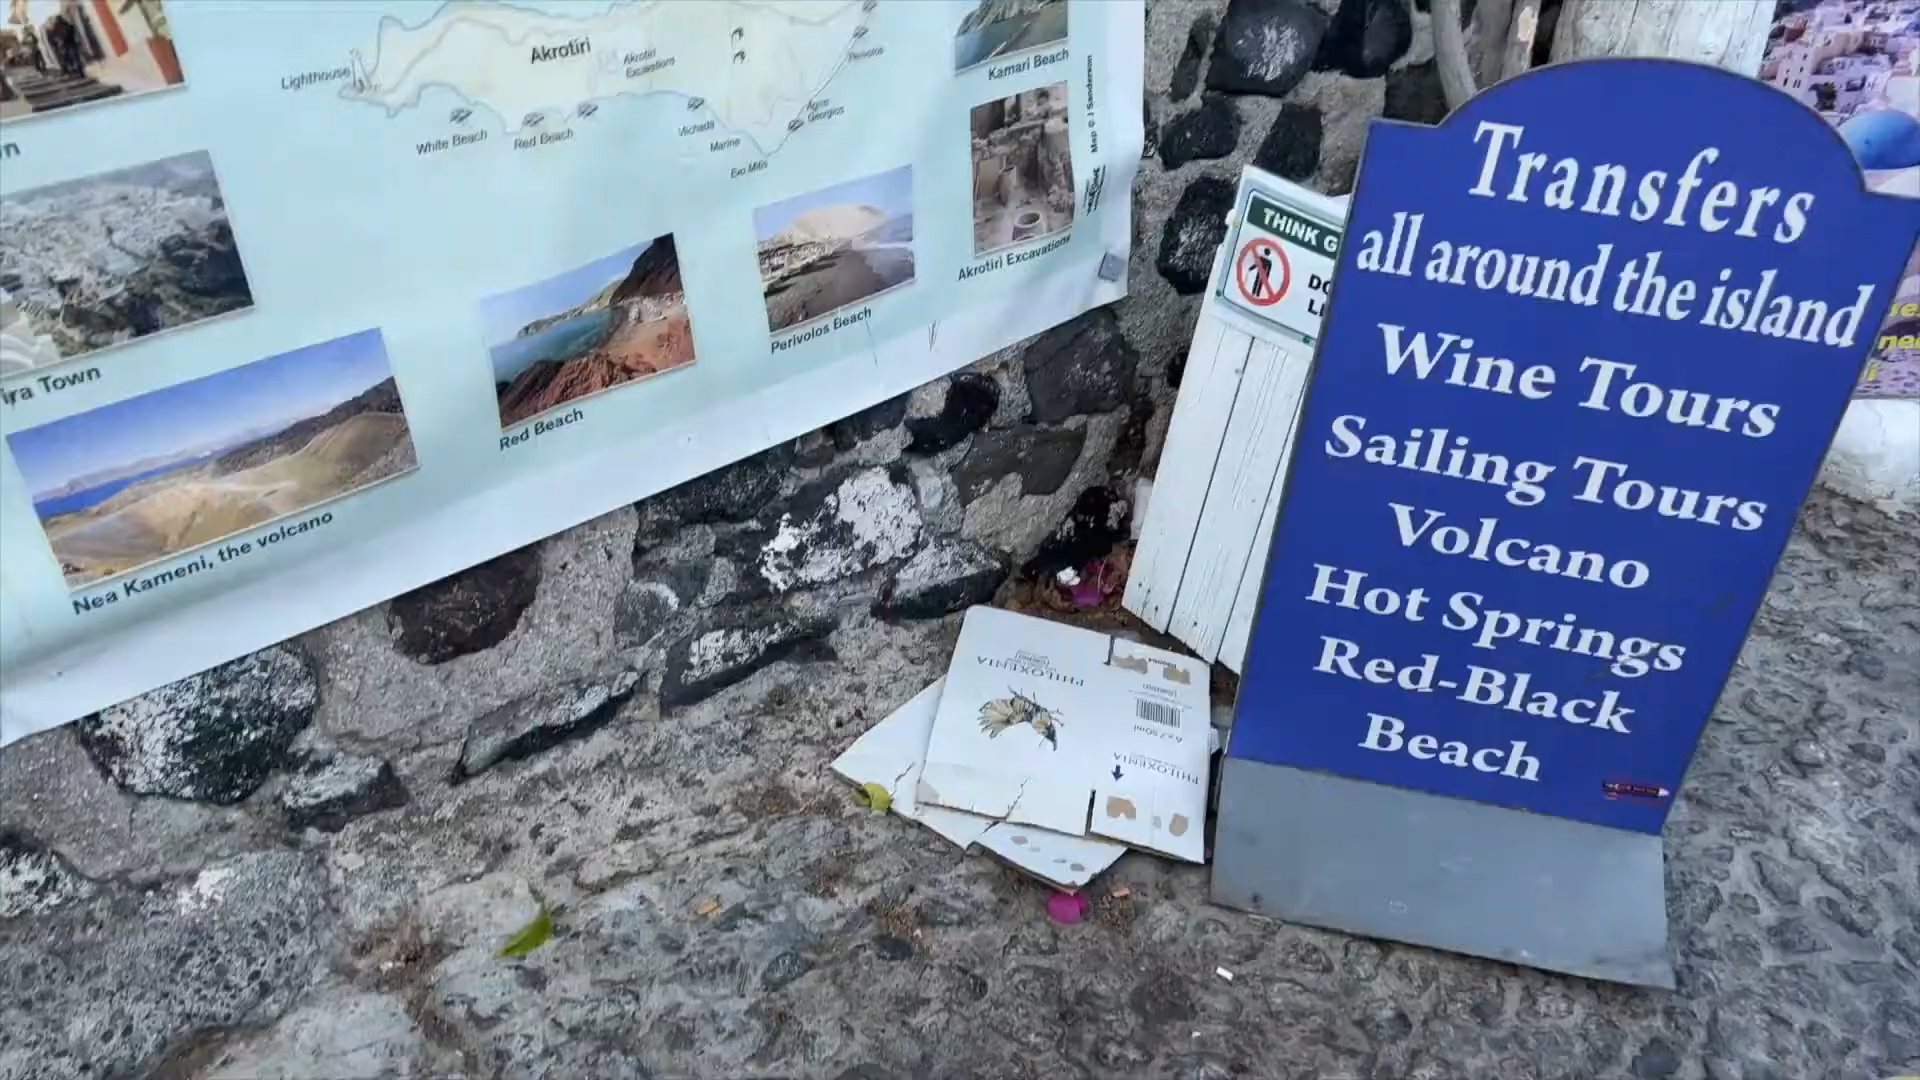 Akrotiri
Akrotiri
Excavations
Lighthouse
White Beach
Red Beach
Vlichada
Marine
Exo Mitis
Agios
Georgios
Perivolos
Kamari Beach
Map © J Sanderson
Akrotiri Excavations
Perivolos Beach
Red Beach
Nea Kameni, the volcano
ira Town
THINK G
DO
Transfers
all around the island
Wine Tours
Sailing Tours
Volcano
Hot Springs
Red-Black
Beach
PHILOXENIA
6x750ml
PHILOXENIA